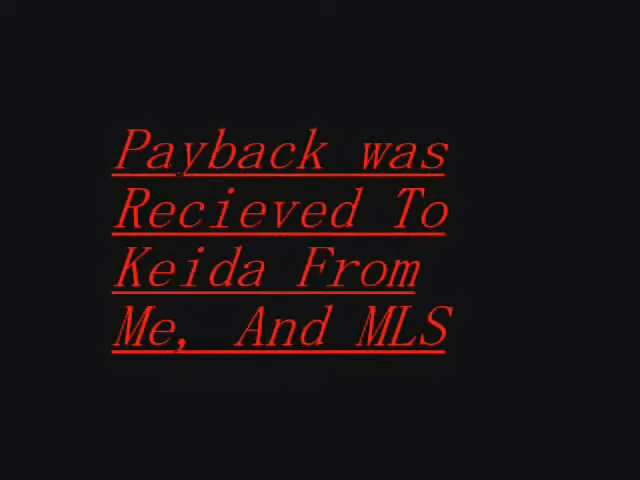 Payback was
Recieved To
Keida From
Me, And MLS